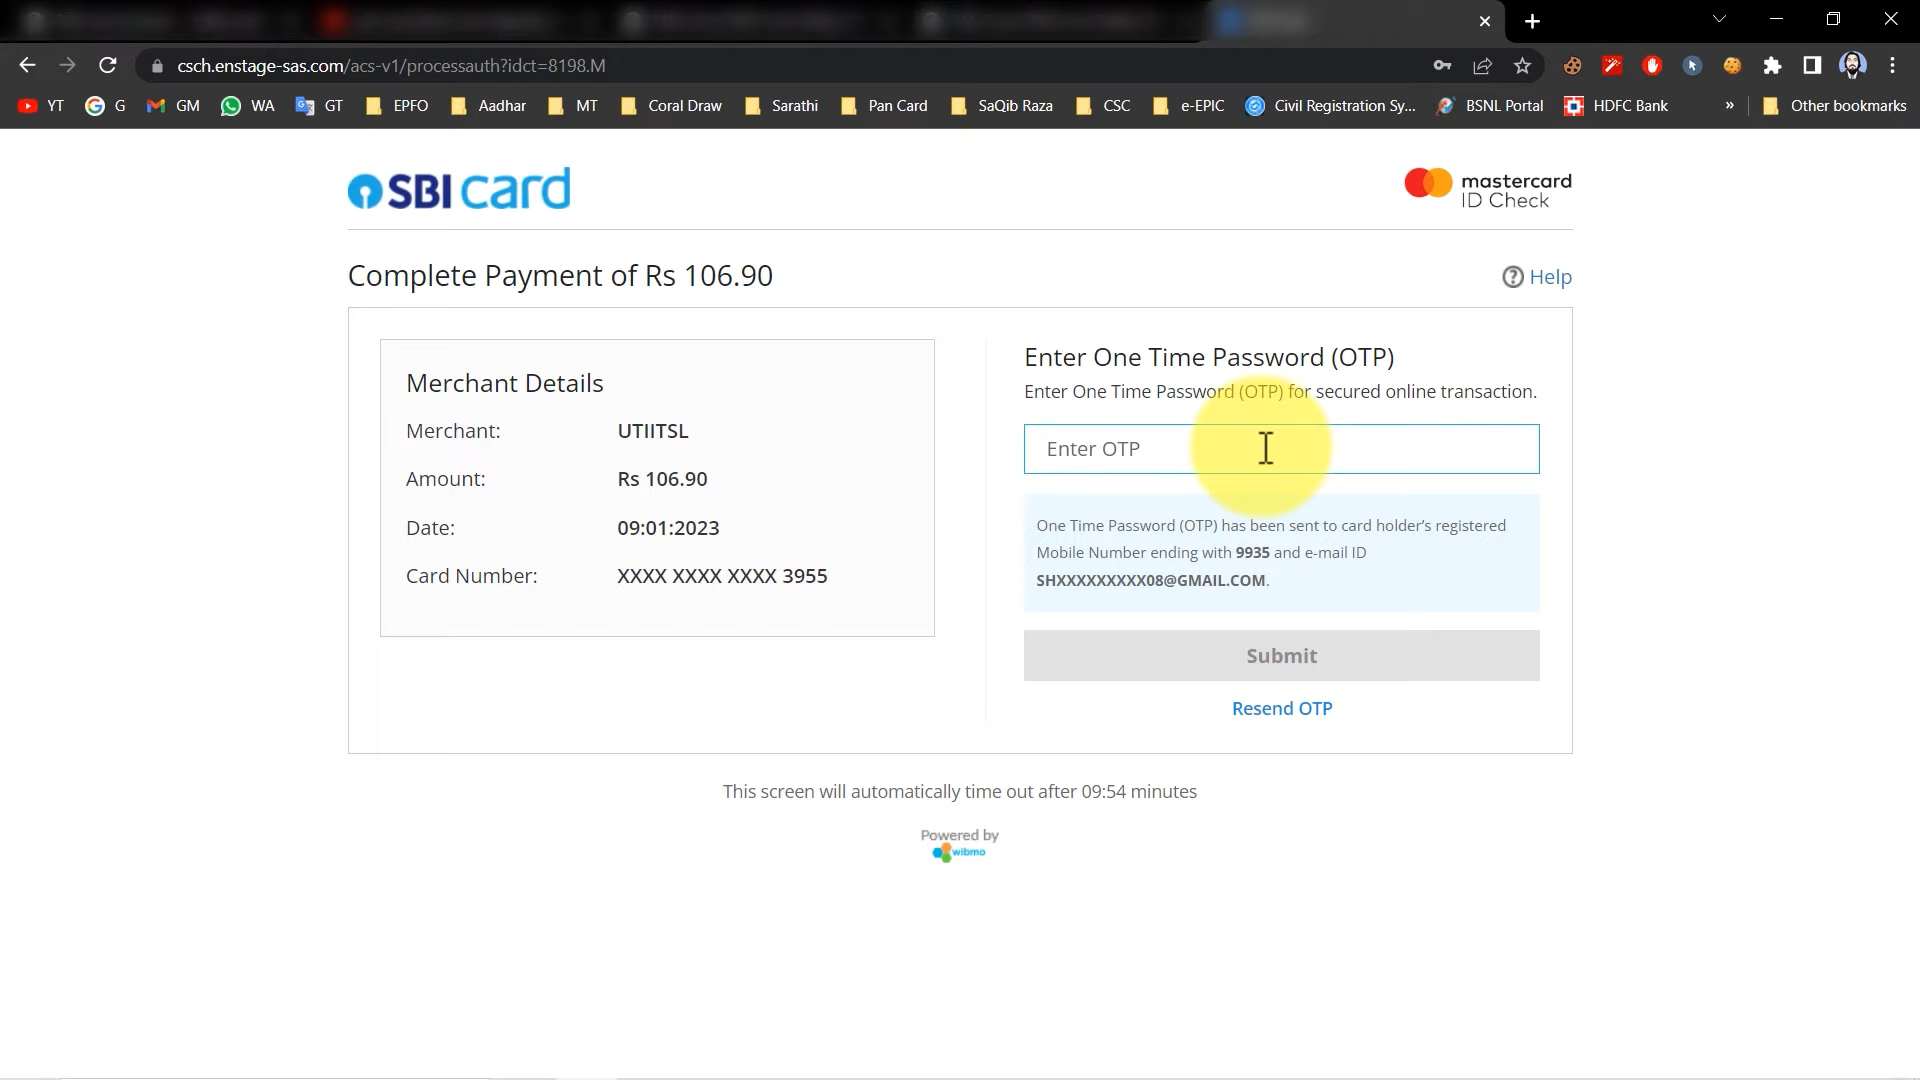 csch.enstage-sas.com/acs-v1/processauth?idct=8198.M
YT G GM WA GT EPFO Aadhar MT Coral Draw Sarathi Pan Card SaQib Raza CSC e-EPIC Civil Registration Sy... BSNL Portal HDFC Bank » Other bookmarks
SBI card
mastercard
ID Check
Complete Payment of Rs 106.90
Help
Merchant Details
Merchant: UTIITSL
Amount: Rs 106.90
Date: 09:01:2023
Card Number: XXXX XXXX XXXX 3955
Enter One Time Password (OTP)
Enter One Time Password (OTP) for secured online transaction.
Enter OTP
One Time Password (OTP) has been sent to card holder’s registered
Mobile Number ending with 9935 and e-mail ID
SHXXXXXXXXX08@GMAIL.COM.
Submit
Resend OTP
This screen will automatically time out after 09:54 minutes
Powered by
wibmo